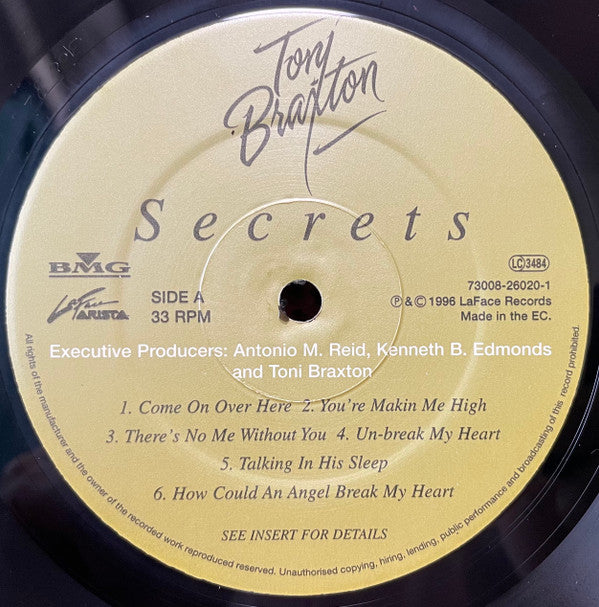 Toni
Braxton
Secrets
BMG
LaFace
ARISTA
SIDE A
33 RPM
LC 3484
73008-26020-1
℗ & © 1996 LaFace Records
Made in the EC.
Executive Producers: Antonio M. Reid, Kenneth B. Edmonds
and Toni Braxton
1. Come On Over Here 2. You're Makin Me High
3. There's No Me Without You 4. Un-break My Heart
5. Talking In His Sleep
6. How Could An Angel Break My Heart
SEE INSERT FOR DETAILS
All rights of the manufacturer and the owner of the recorded work reproduced reserved. Unauthorised copying, hiring, lending, public performance and broadcasting of this record prohibited.